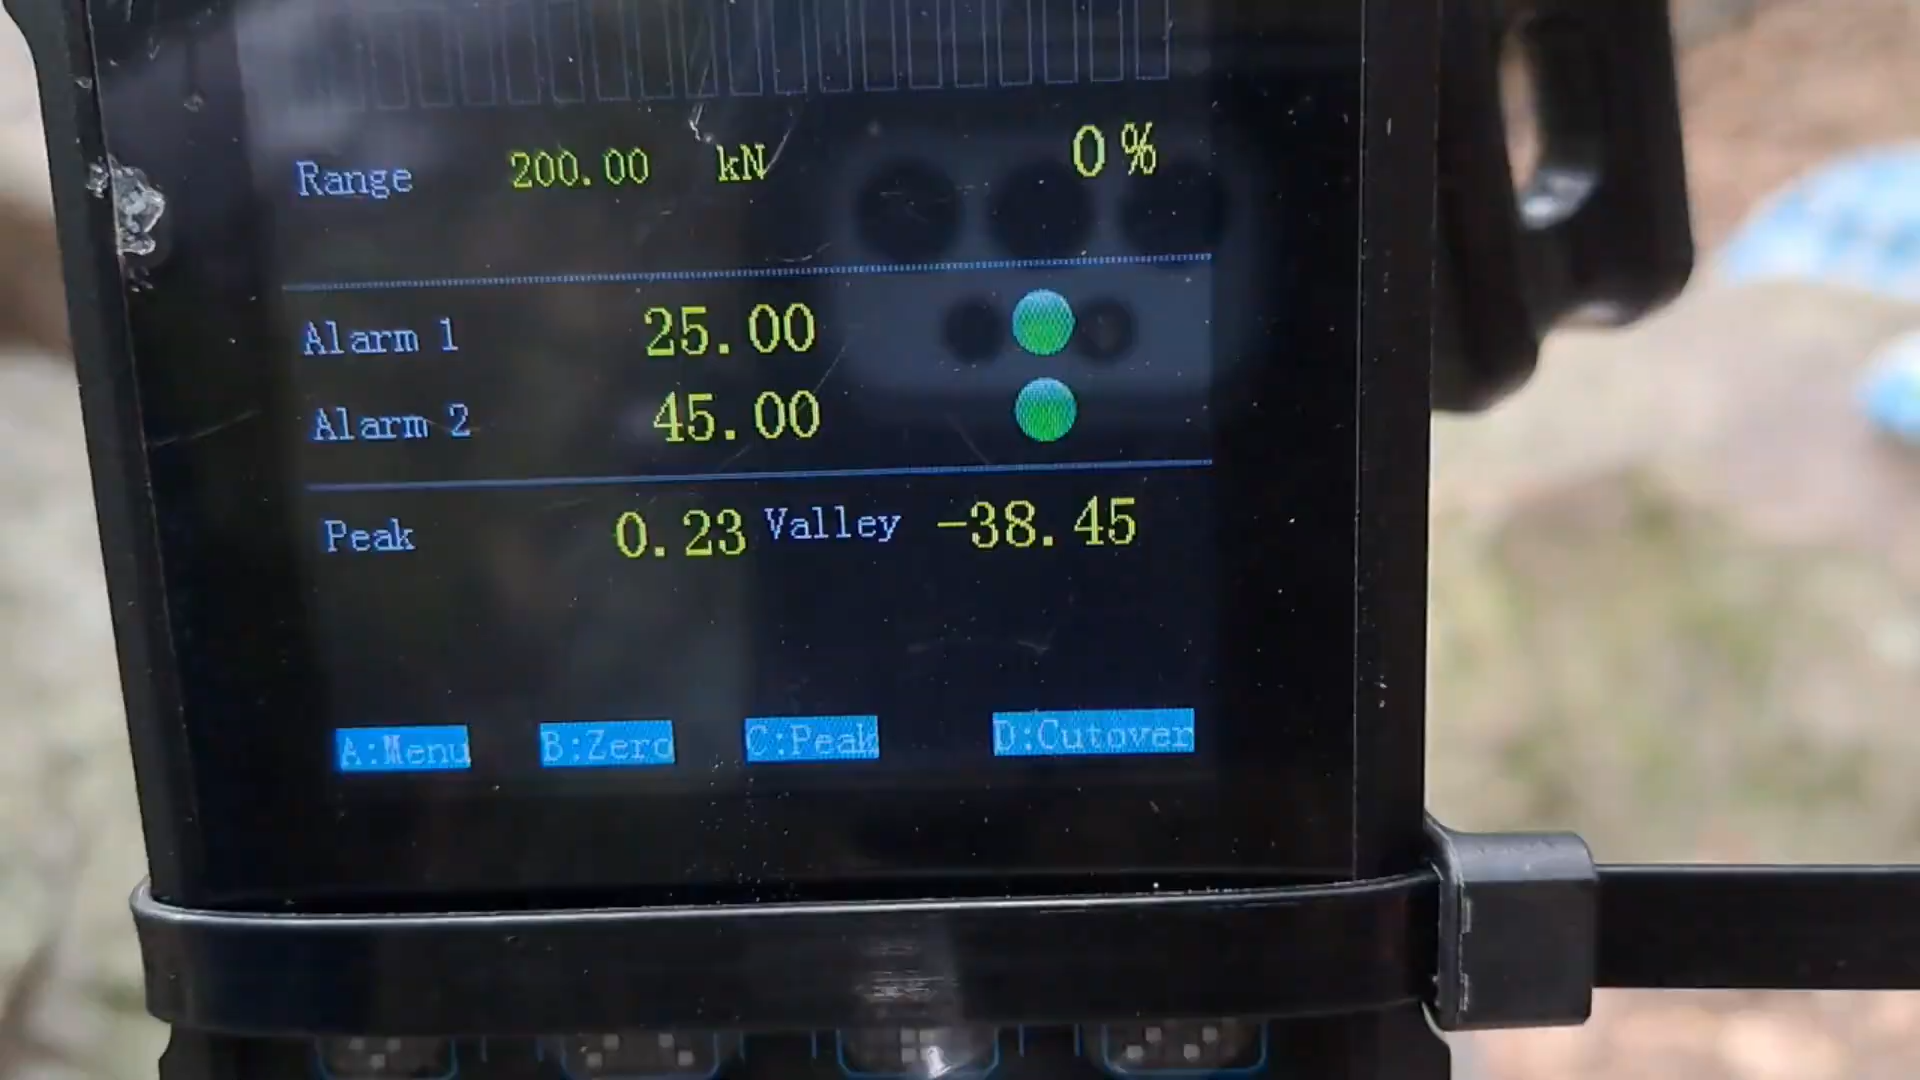 Range 200.00 kN 0%
Alarm 1 25.00
Alarm 2 45.00
Peak 0.23 Valley -38.45
A:Menu B:Zero C:Peak D:Cutover